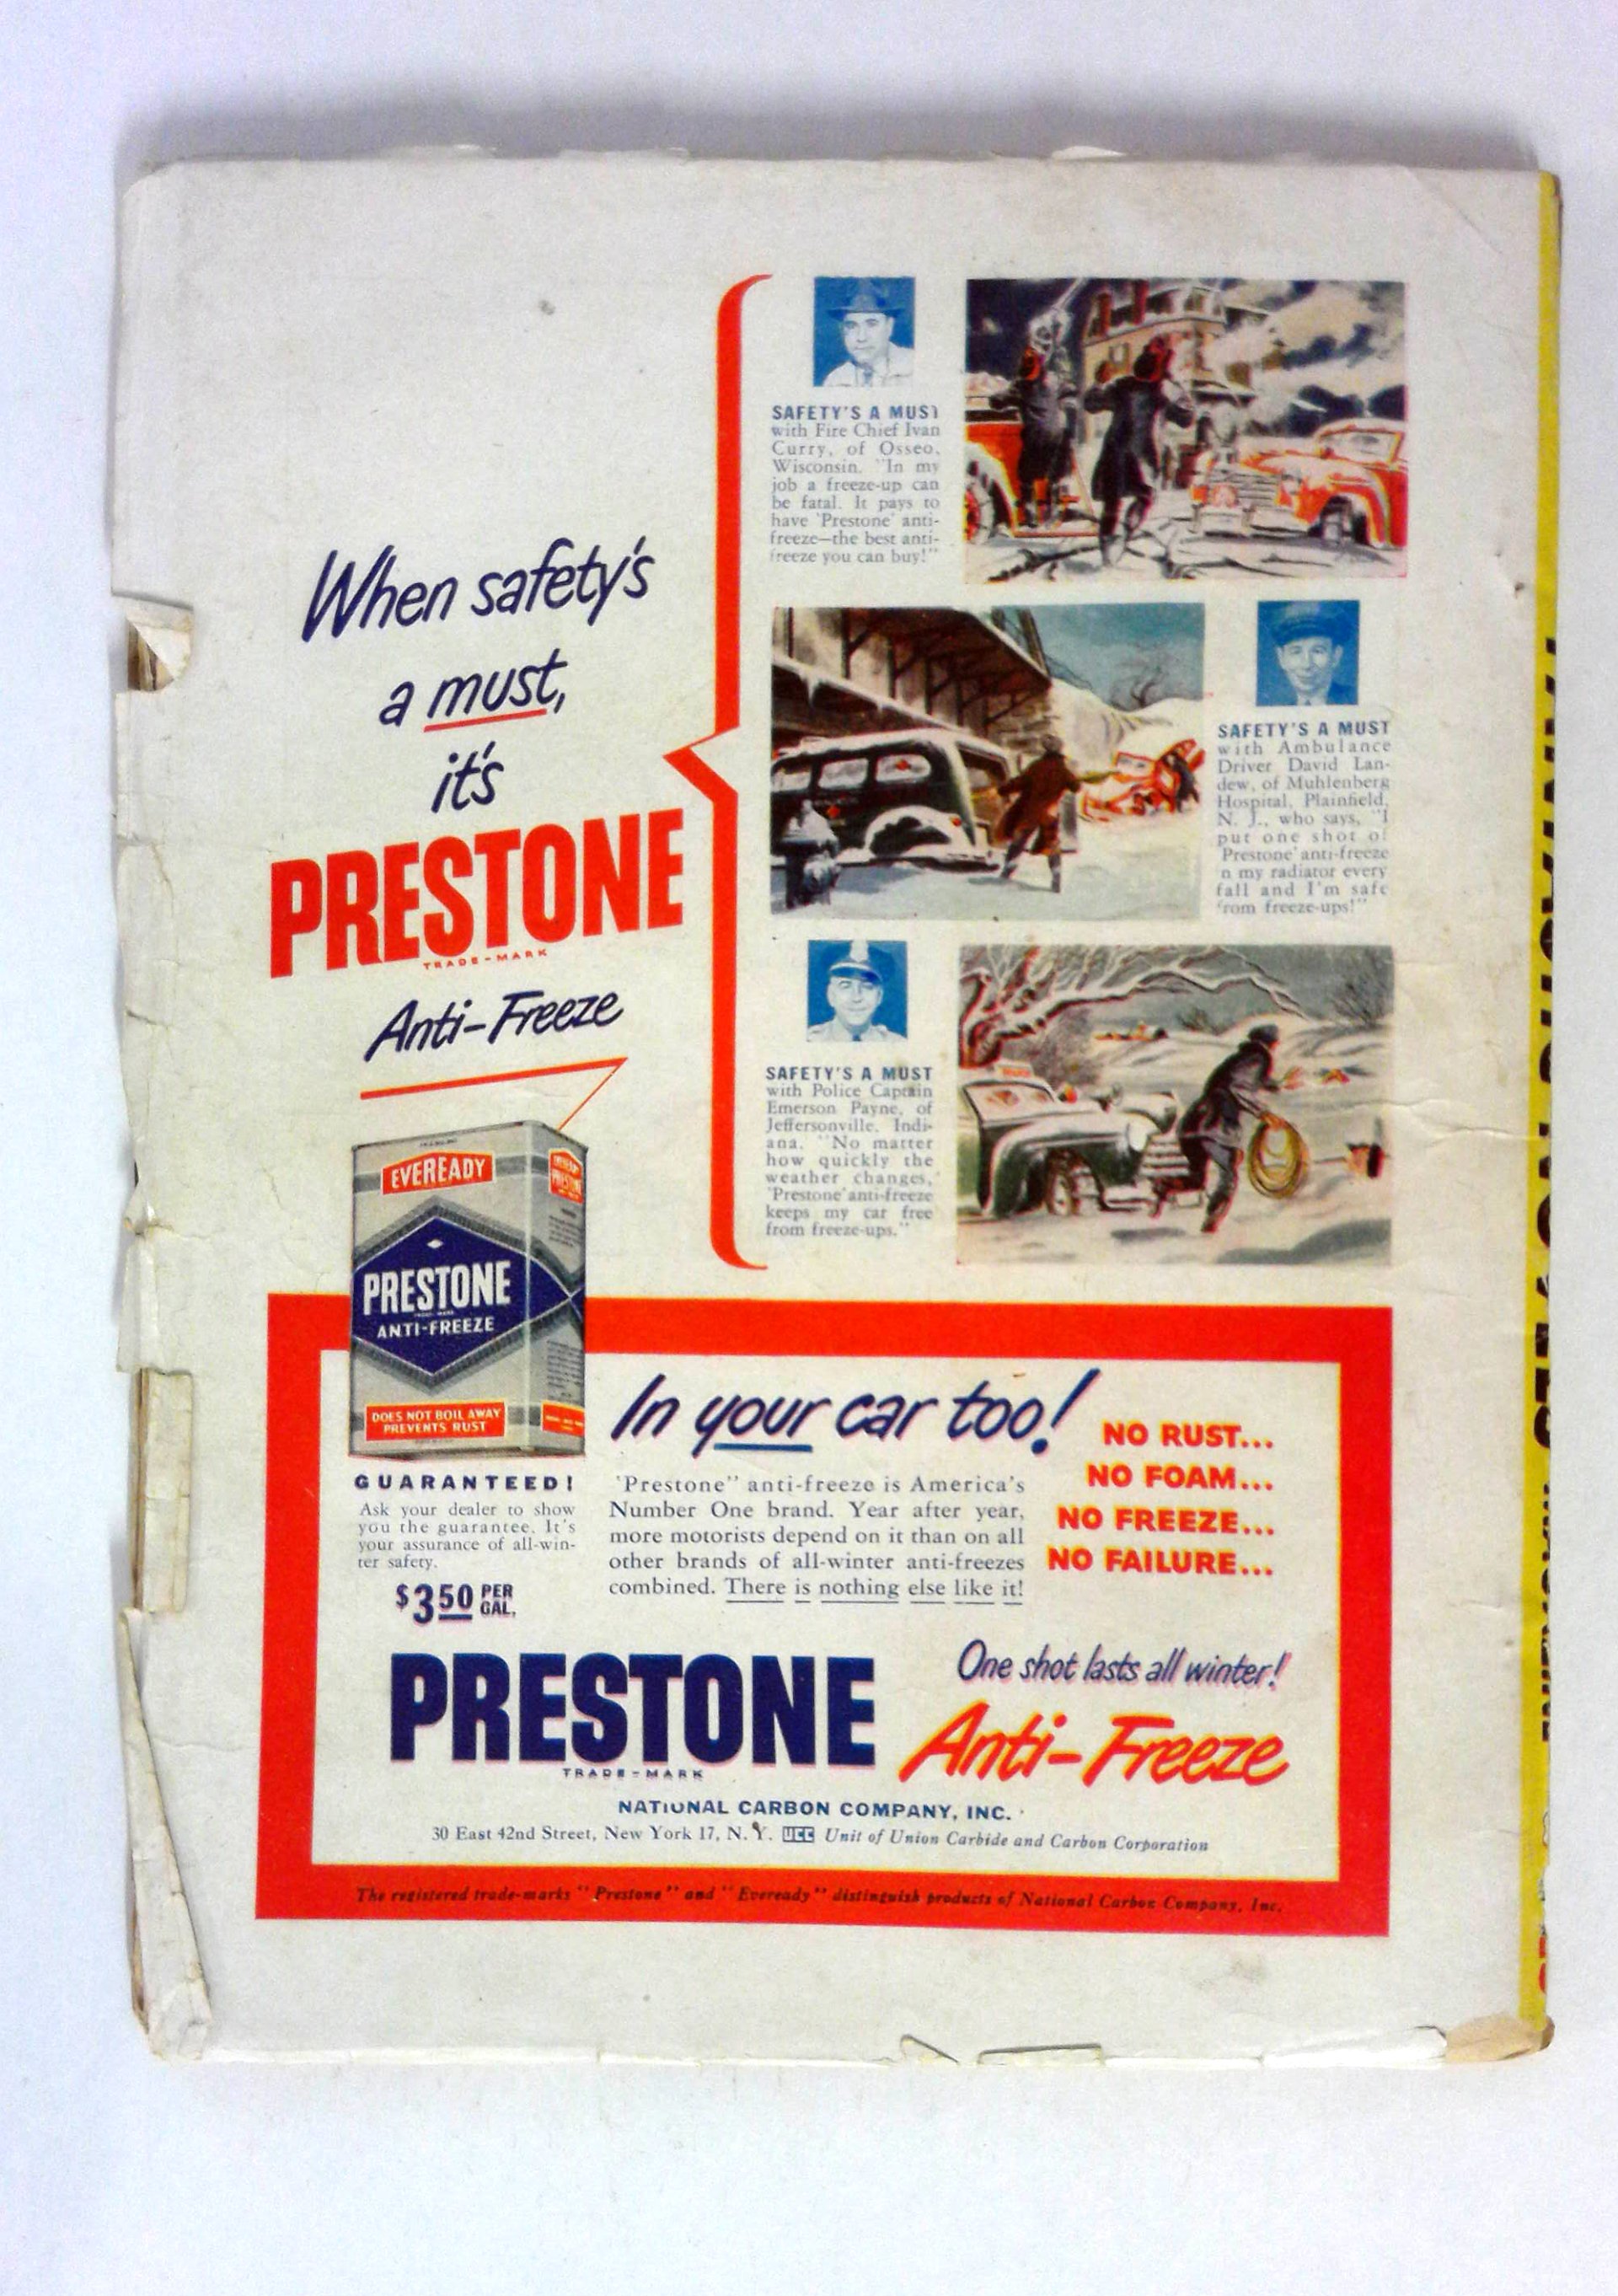 When safety's
a must,
it's
PRESTONE
TRADE-MARK
Anti-Freeze
SAFETY'S A MUST
with Fire Chief Ivan
Curry, of Osseo,
Wisconsin. "In my
job a freeze-up can
be fatal. It pays to
have 'Prestone' anti-
freeze—the best anti-
freeze you can buy!"
SAFETY'S A MUST
with Ambulance
Driver David Lan-
dew, of Muhlenberg
Hospital, Plainfield,
N. J., who says, "I
put one shot of
'Prestone' anti-freeze
n my radiator every
fall and I'm safe
from freeze-ups!"
SAFETY'S A MUST
with Police Captain
Emerson Payne, of
Jeffersonville, Indi-
ana. "No matter
how quickly the
weather changes,
'Prestone' anti-freeze
keeps my car free
from freeze-ups."
EVEREADY
PRESTONE
ANTI-FREEZE
DOES NOT BOIL AWAY
PREVENTS RUST
GUARANTEED!
Ask your dealer to show
you the guarantee. It's
your assurance of all-win-
ter safety.
$3.50 PER
GAL.
In your car too!
"Prestone" anti-freeze is America's
Number One brand. Year after year,
more motorists depend on it than on all
other brands of all-winter anti-freezes
combined. There is nothing else like it!
NO RUST...
NO FOAM...
NO FREEZE...
NO FAILURE...
PRESTONE
TRADE-MARK
One shot lasts all winter!
Anti-Freeze
NATIONAL CARBON COMPANY, INC.
30 East 42nd Street, New York 17, N. Y. UCC Unit of Union Carbide and Carbon Corporation
The registered trade-marks "Prestone" and "Eveready" distinguish products of National Carbon Company, Inc.